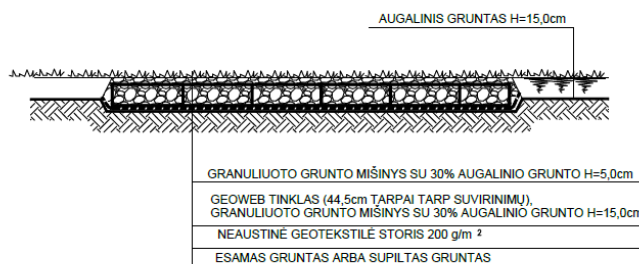 AUGALINIS GRUNTAS H=15,0cm
GRANULIUOTO GRUNTO MIŠINYS SU 30% AUGALINIO GRUNTO H=5,0cm
GEOWEB TINKLAS (44,5cm TARPAI TARP SUVIRINIMŲ),
GRANULIUOTO GRUNTO MIŠINYS SU 30% AUGALINIO GRUNTO H=15,0cm
NEAUSTINĖ GEOTEKSTILĖ STORIS 200 g/m ²
ESAMAS GRUNTAS ARBA SUPILTAS GRUNTAS